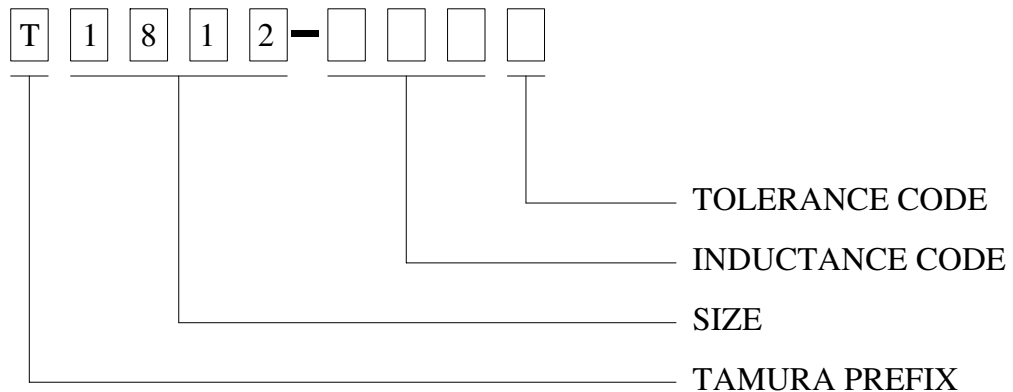 T 1 8 1 2 -
TOLERANCE CODE
INDUCTANCE CODE
SIZE
TAMURA PREFIX